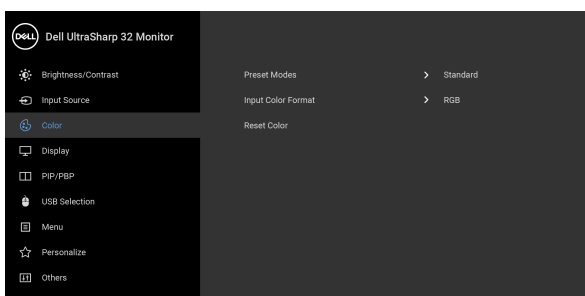 DELL Dell UltraSharp 32 Monitor
Brightness/Contrast
Preset Modes > Standard
Input Source
Input Color Format > RGB
Color
Reset Color
Display
PIP/PBP
USB Selection
Menu
Personalize
Others